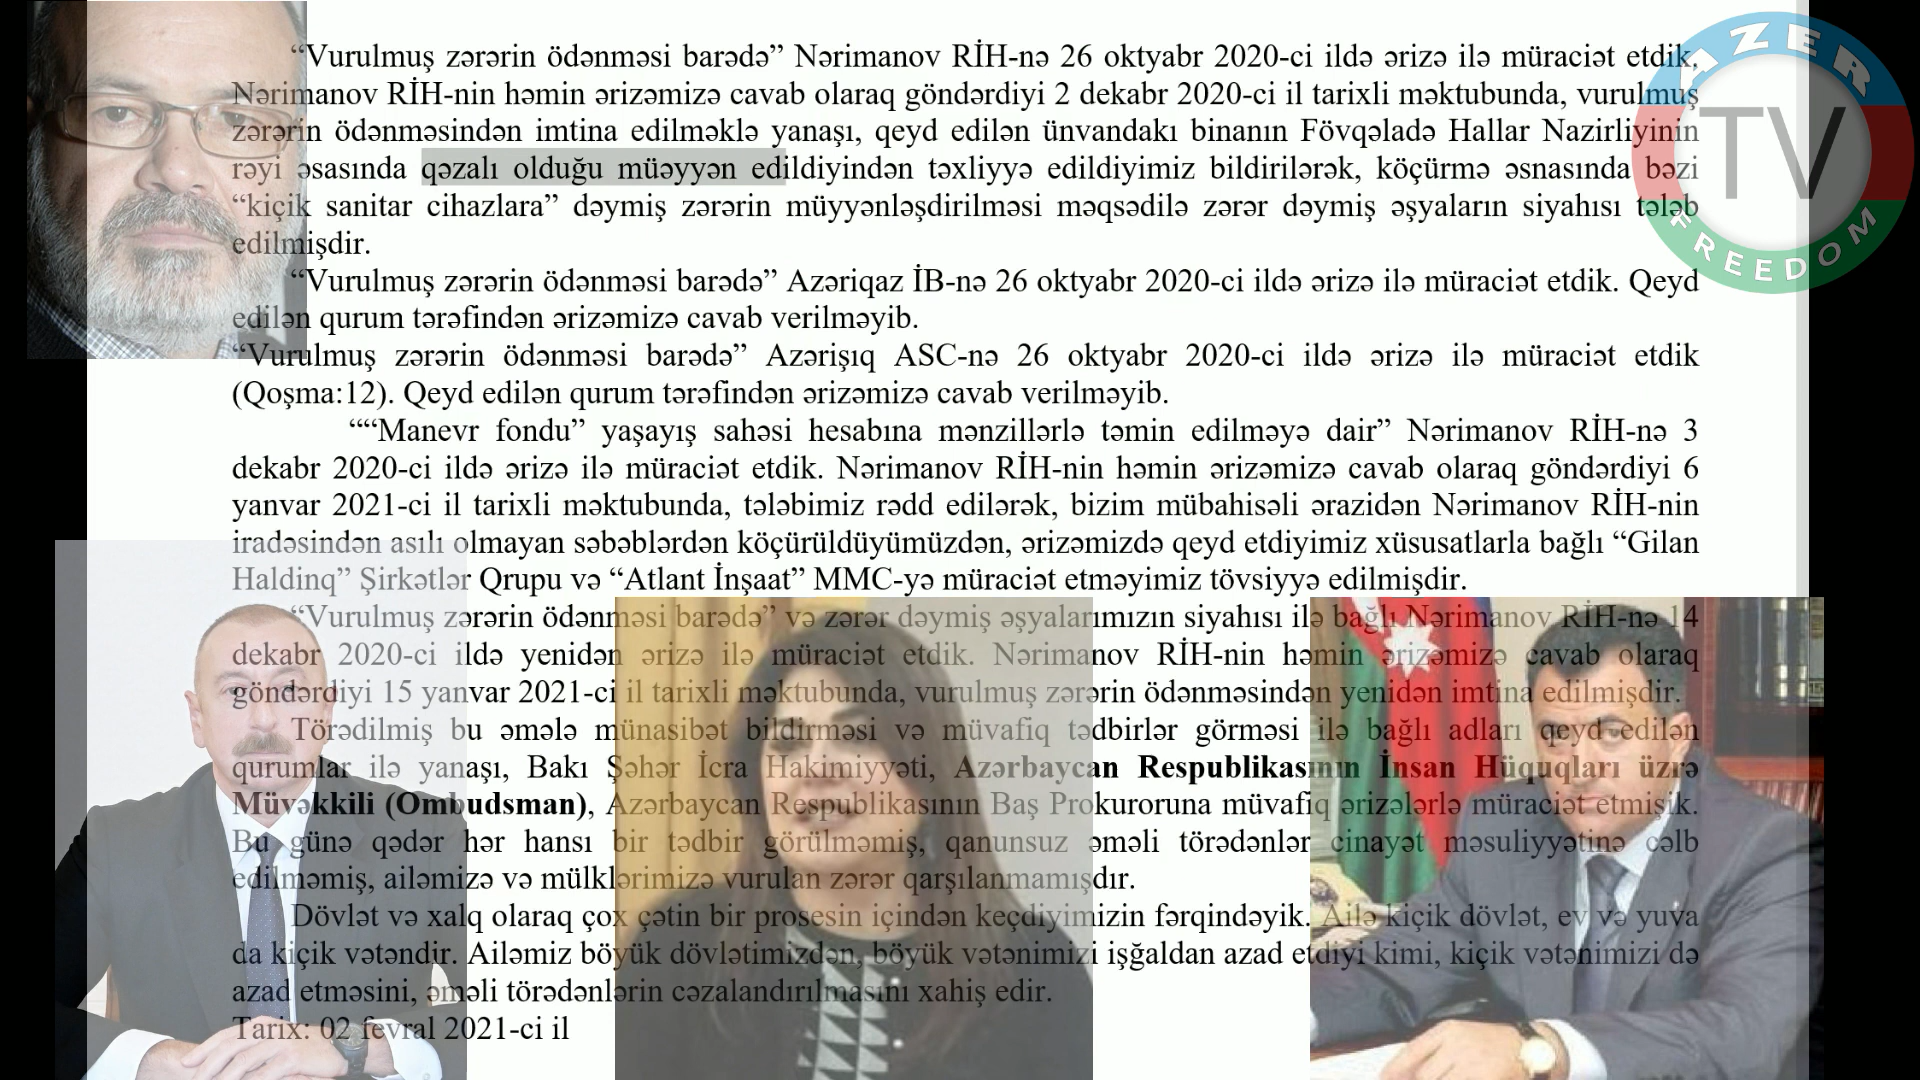 “Vurulmuş zərərin ödənməsi barədə” Nərimanov RİH-nə 26 oktyabr 2020-ci ildə ərizə ilə müraciət etdik.
Nərimanov RİH-nin həmin ərizəmizə cavab olaraq göndərdiyi 2 dekabr 2020-ci il tarixli məktubunda, vurulmuş
zərərin ödənməsindən imtina edilməklə yanaşı, qeyd edilən ünvandakı binanın Fövqəladə Hallar Nazirliyinin
rəyi əsasında qəzalı olduğu müəyyən edildiyindən təxliyyə edildiyimiz bildirilərək, köçürmə əsnasında bəzi
“kiçik sanitar cihazlara” dəymiş zərərin müyyənləşdirilməsi məqsədilə zərər dəymiş əşyaların siyahısı tələb
edilmişdir.
“Vurulmuş zərərin ödənməsi barədə” Azəriqaz İB-nə 26 oktyabr 2020-ci ildə ərizə ilə müraciət etdik. Qeyd
edilən qurum tərəfindən ərizəmizə cavab verilməyib.
“Vurulmuş zərərin ödənməsi barədə” Azərişıq ASC-nə 26 oktyabr 2020-ci ildə ərizə ilə müraciət etdik
(Qoşma:12). Qeyd edilən qurum tərəfindən ərizəmizə cavab verilməyib.
““Manevr fondu” yaşayış sahəsi hesabına mənzillərlə təmin edilməyə dair” Nərimanov RİH-nə 3
dekabr 2020-ci ildə ərizə ilə müraciət etdik. Nərimanov RİH-nin həmin ərizəmizə cavab olaraq göndərdiyi 6
yanvar 2021-ci il tarixli məktubunda, tələbimiz rədd edilərək, bizim mübahisəli ərazidən Nərimanov RİH-nin
iradəsindən asılı olmayan səbəblərdən köçürüldüyümüzdən, ərizəmizdə qeyd etdiyimiz xüsusatlarla bağlı “Gilan
Haldinq” Şirkətlər Qrupu və “Atlant İnşaat” MMC-yə müraciət etməyimiz tövsiyyə edilmişdir.
“Vurulmuş zərərin ödənməsi barədə” və zərər dəymiş əşyalarımızın siyahısı ilə bağlı Nərimanov RİH-nə 14
dekabr 2020-ci ildə yenidən ərizə ilə müraciət etdik. Nərimanov RİH-nin həmin ərizəmizə cavab olaraq
göndərdiyi 15 yanvar 2021-ci il tarixli məktubunda, vurulmuş zərərin ödənməsindən yenidən imtina edilmişdir.
Törədilmiş bu əmələ münasibət bildirməsi və müvafiq tədbirlər görməsi ilə bağlı adları qeyd edilən
qurumlar ilə yanaşı, Bakı Şəhər İcra Hakimiyyəti, Azərbaycan Respublikasının İnsan Hüquqları üzrə
Müvəkkili (Ombudsman), Azərbaycan Respublikasının Baş Prokuroruna müvafiq ərizələrlə müraciət etmişik.
Bu günə qədər hər hansı bir tədbir görülməmiş, qanunsuz əməli törədənlər cinayət məsuliyyətinə cəlb
edilməmiş, ailəmizə və mülklərimizə vurulan zərər qarşılanmamışdır.
Dövlət və xalq olaraq çox çətin bir prosesin içindən keçdiyimizin fərqindəyik. Ailə kiçik dövlət, ev və yuva
da kiçik vətəndir. Ailəmiz böyük dövlətimizdən, böyük vətənimizi işğaldan azad etdiyi kimi, kiçik vətənimizi də
azad etməsini, əməli törədənlərin cəzalandırılmasını xahiş edir.
Tarix: 02 fevral 2021-ci il
AZER
TV
FREEDOM